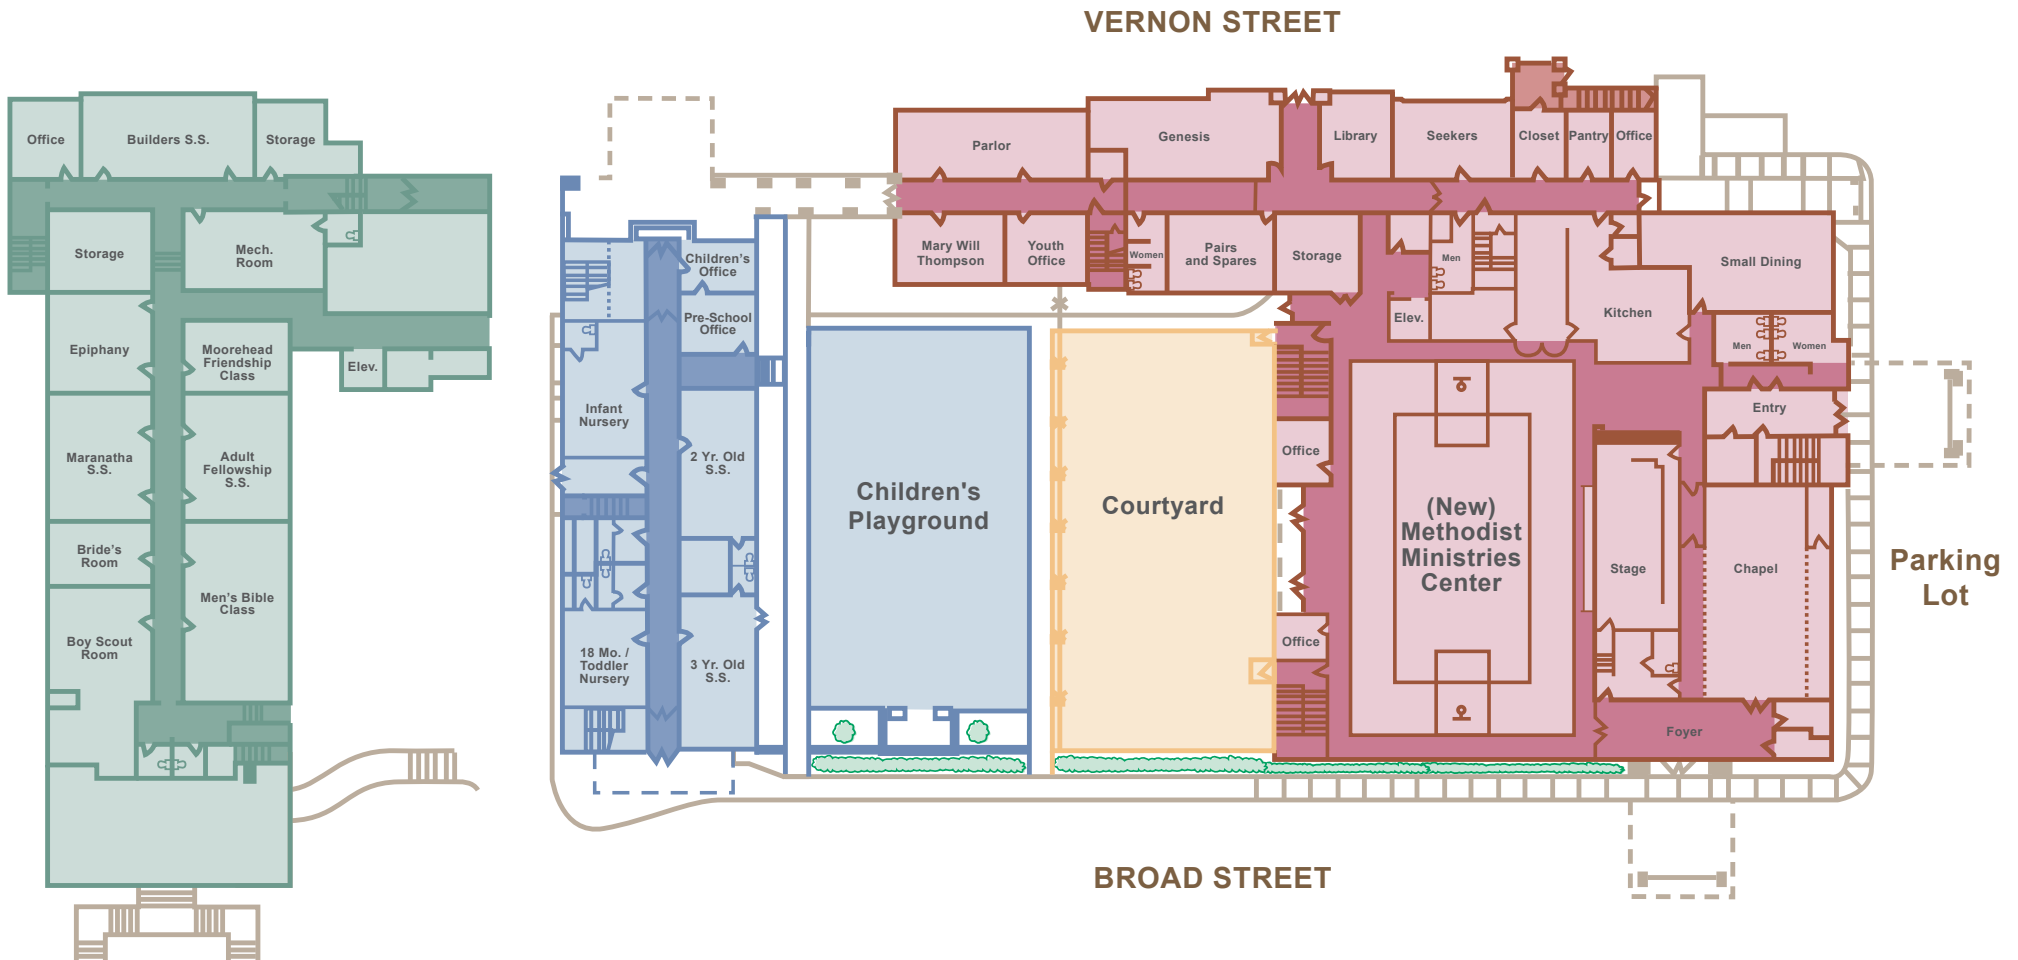 VERNON STREET
Office
Builders S.S.
Storage
Storage
Mech.
Room
Epiphany
Moorehead
Friendship
Class
Elev.
Maranatha
S.S.
Adult
Fellowship
S.S.
Bride's
Room
Men's Bible
Class
Boy Scout
Room
Children's
Office
Pre-School
Office
Infant
Nursery
2 Yr. Old
S.S.
18 Mo. /
Toddler
Nursery
3 Yr. Old
S.S.
Children's
Playground
Courtyard
Parlor
Genesis
Library
Seekers
Closet
Pantry
Office
Mary Will
Thompson
Youth
Office
Women
Pairs
and Spares
Storage
Men
Elev.
Kitchen
Small Dining
Men
Women
Entry
Office
(New)
Methodist
Ministries
Center
Stage
Chapel
Office
Foyer
Parking
Lot
BROAD STREET